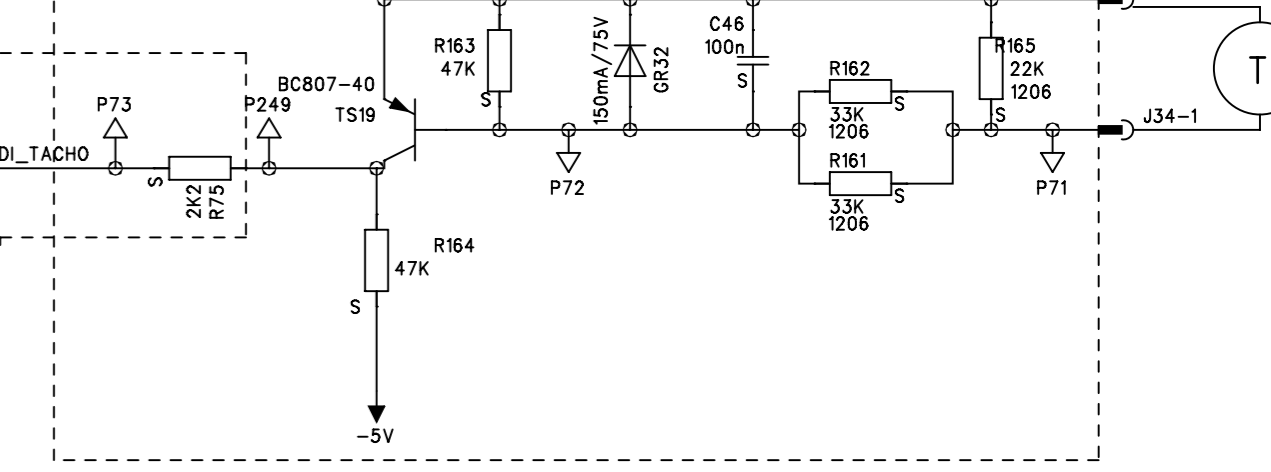 C46
100n
S
R163
47K
S
150mA/75V
GR32
R165
22K
1206
S
T
R162
S
33K
1206
BC807-40
TS19
P73
P249
J34-1
DI_TACHO
S
2K2
R75
P72
R161
S
33K
1206
P71
R164
47K
S
-5V